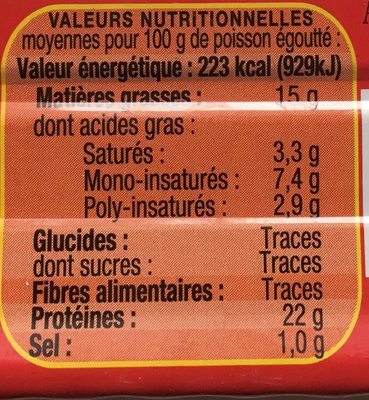 VALEURS NUTRITIONNELLES
moyennes pour 100 g de poisson égoutté :
Valeur énergétique : 223 kcal (929kJ)
Matières grasses : 15 g
dont acides gras :
Saturés : 3,3 g
Mono-insaturés : 7,4 g
Poly-insaturés : 2,9 g
Glucides : Traces
dont sucres : Traces
Fibres alimentaires : Traces
Protéines : 22 g
Sel : 1,0 g